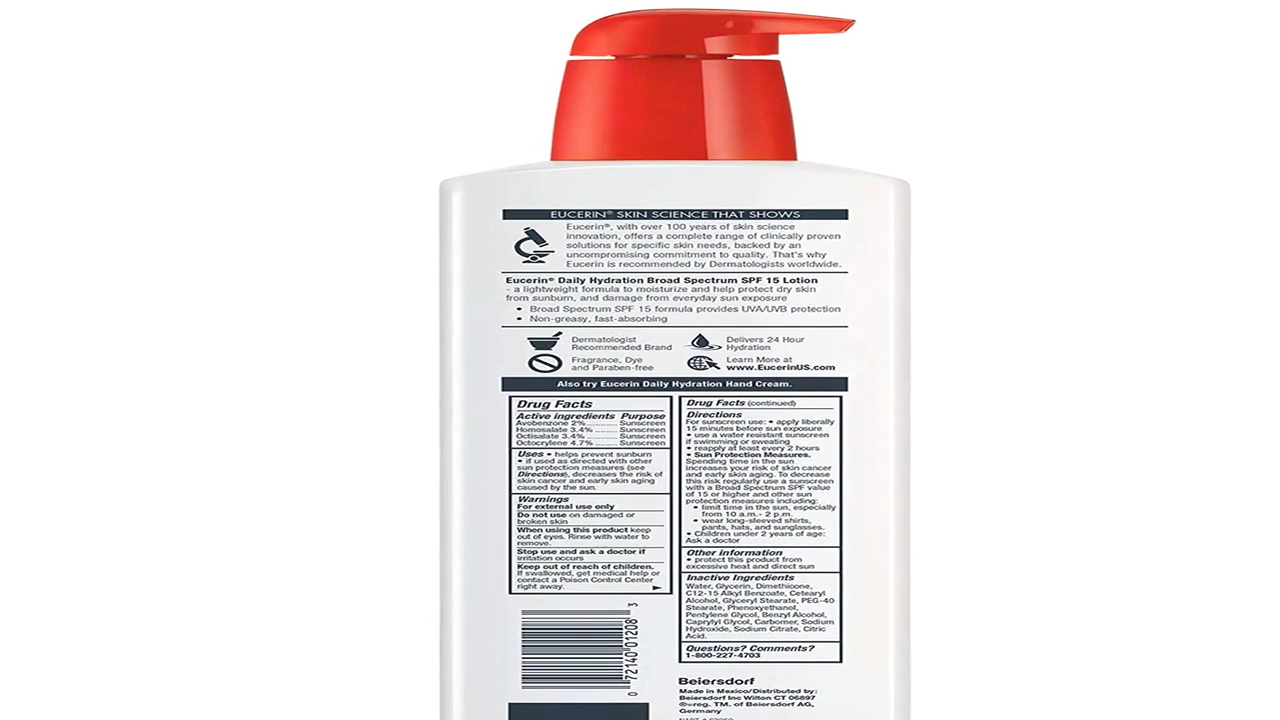 EUCERIN® SKIN SCIENCE THAT SHOWS
Eucerin®, with over 100 years of skin science
innovation, offers a complete range of clinically proven
solutions for specific skin needs, backed by an
uncompromising commitment to quality. That's why
Eucerin is recommended by Dermatologists worldwide.
Eucerin® Daily Hydration Broad Spectrum SPF 15 Lotion
- a lightweight formula to moisturize and help protect dry skin
from sunburn, and damage from everyday sun exposure
• Broad Spectrum SPF 15 formula provides UVA/UVB protection
• Non-greasy, fast-absorbing
Dermatologist
Recommended Brand
Delivers 24 Hour
Hydration
Fragrance, Dye
and Paraben-free
Learn More at
www.EucerinUS.com
Also try Eucerin Daily Hydration Hand Cream.
Drug Facts
Active ingredients Purpose
Avobenzone 2%............ Sunscreen
Homosalate 3.4% ......... Sunscreen
Octisalate 3.4% ............ Sunscreen
Octocrylene 4.7% ......... Sunscreen
Uses • helps prevent sunburn
• if used as directed with other
sun protection measures (see
Directions), decreases the risk of
skin cancer and early skin aging
caused by the sun.
Warnings
For external use only
Do not use on damaged or
broken skin
When using this product keep
out of eyes. Rinse with water to
remove.
Stop use and ask a doctor if
irritation occurs
Keep out of reach of children.
If swallowed, get medical help or
contact a Poison Control Center
right away.
Drug Facts (continued)
Directions
For sunscreen use: • apply liberally
15 minutes before sun exposure
• use a water resistant sunscreen
if swimming or sweating
• reapply at least every 2 hours
• Sun Protection Measures.
Spending time in the sun
increases your risk of skin cancer
and early skin aging. To decrease
this risk regularly use a sunscreen
with a Broad Spectrum SPF value
of 15 or higher and other sun
protection measures including:
• limit time in the sun, especially
from 10 a.m.- 2 p.m.
• wear long-sleeved shirts,
pants, hats, and sunglasses.
• Children under 2 years of age:
Ask a doctor
Other information
• protect this product from
excessive heat and direct sun
Inactive Ingredients
Water, Glycerin, Dimethicone,
C12-15 Alkyl Benzoate, Cetearyl
Alcohol, Glyceryl Stearate, PEG-40
Stearate, Phenoxyethanol,
Pentylene Glycol, Benzyl Alcohol,
Caprylyl Glycol, Carbomer, Sodium
Hydroxide, Sodium Citrate, Citric
Acid.
Questions? Comments?
1-800-227-4703
0 72140 01208 3
Beiersdorf
Made in Mexico/Distributed by:
Beiersdorf Inc Wilton CT 06897
®=reg. TM. of Beiersdorf AG,
Germany